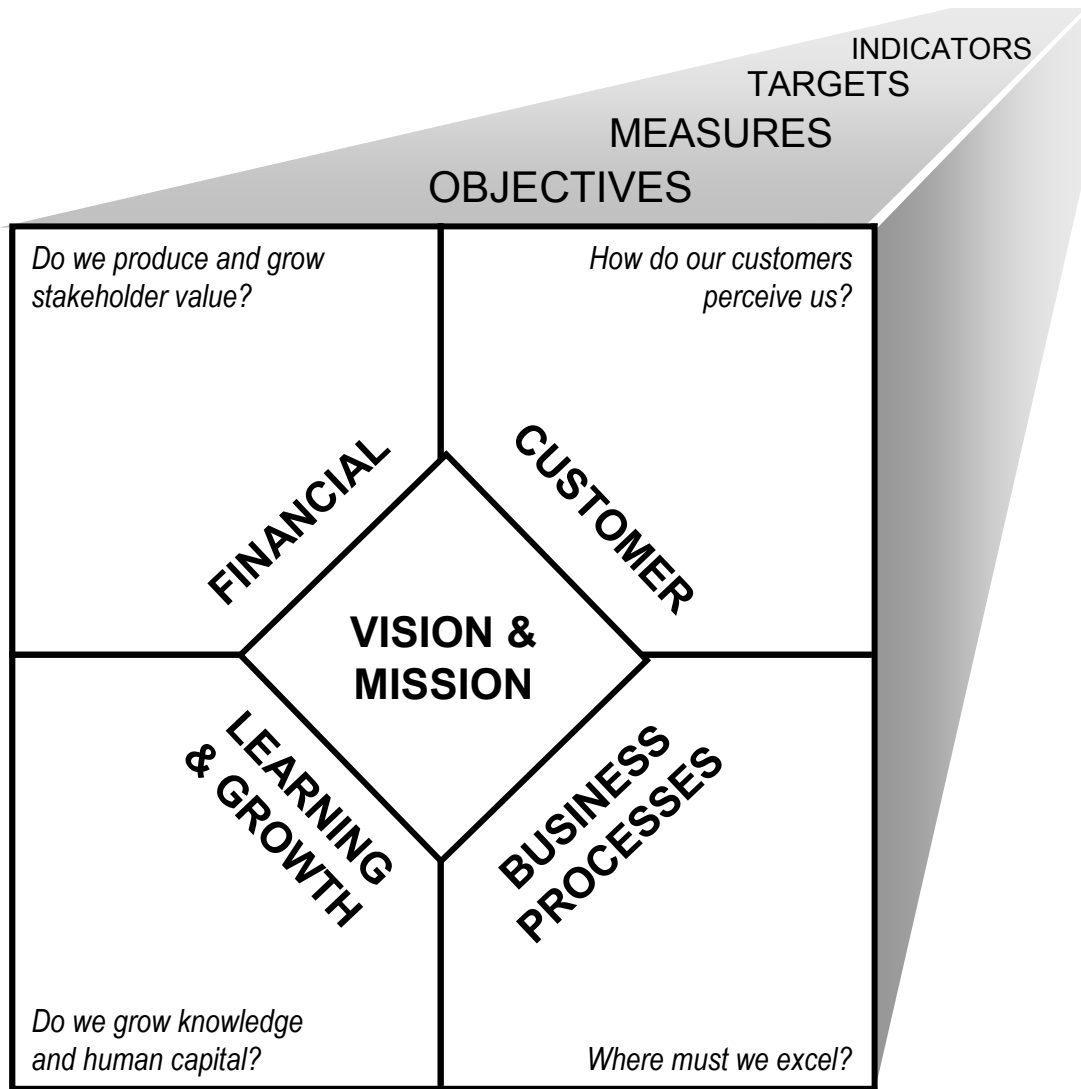 INDICATORS
TARGETS
MEASURES
OBJECTIVES
Do we produce and grow
stakeholder value?
How do our customers
perceive us?
FINANCIAL
CUSTOMER
VISION &
MISSION
LEARNING
& GROWTH
BUSINESS
PROCESSES
Do we grow knowledge
and human capital?
Where must we excel?